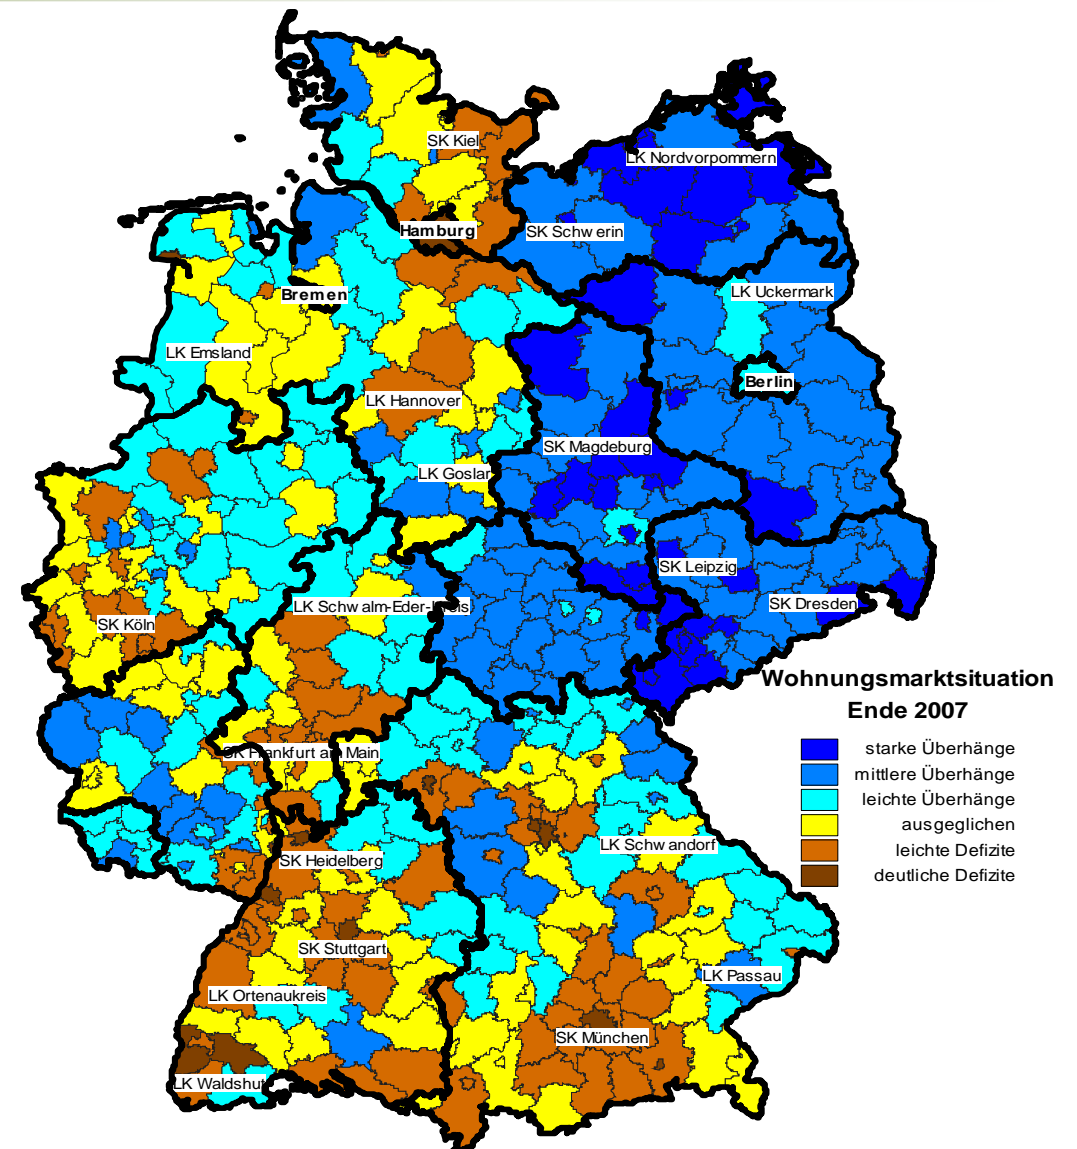 SK Kiel
LK Nordvorpommern
Hamburg
SK Schwerin
Bremen
LK Uckermark
LK Emsland
Berlin
LK Hannover
SK Magdeburg
LK Goslar
SK Leipzig
LK Schwalm-Eder-Kreis
SK Dresden
SK Köln
Wohnungsmarktsituation
Ende 2007
SK Frankfurt am Main
starke Überhänge
mittlere Überhänge
leichte Überhänge
ausgeglichen
leichte Defizite
deutliche Defizite
LK Schwandorf
SK Heidelberg
SK Stuttgart
LK Passau
LK Ortenaukreis
SK München
LK Waldshut